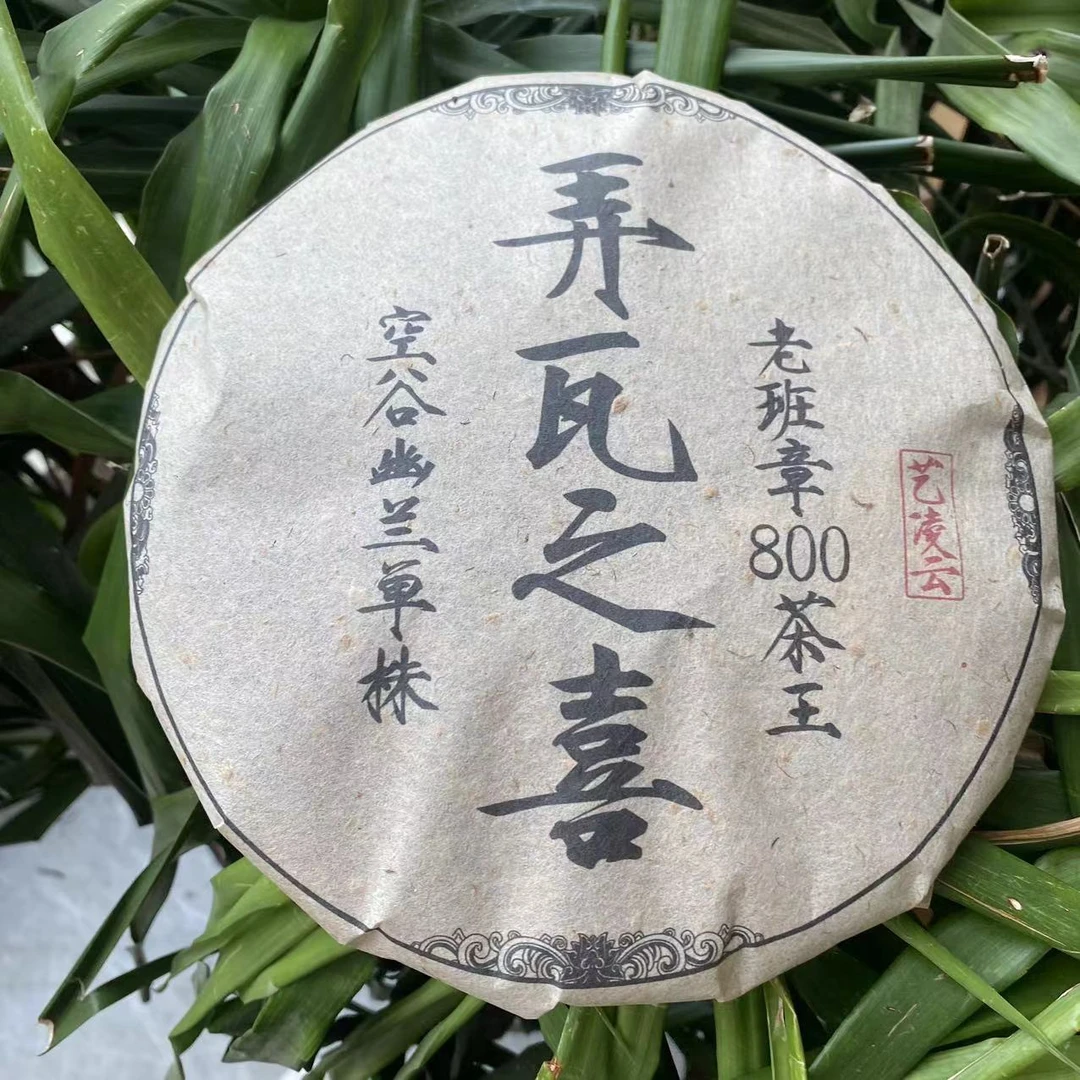 艺凌云
老班章800茶王
弄瓦之喜
空谷幽兰单株